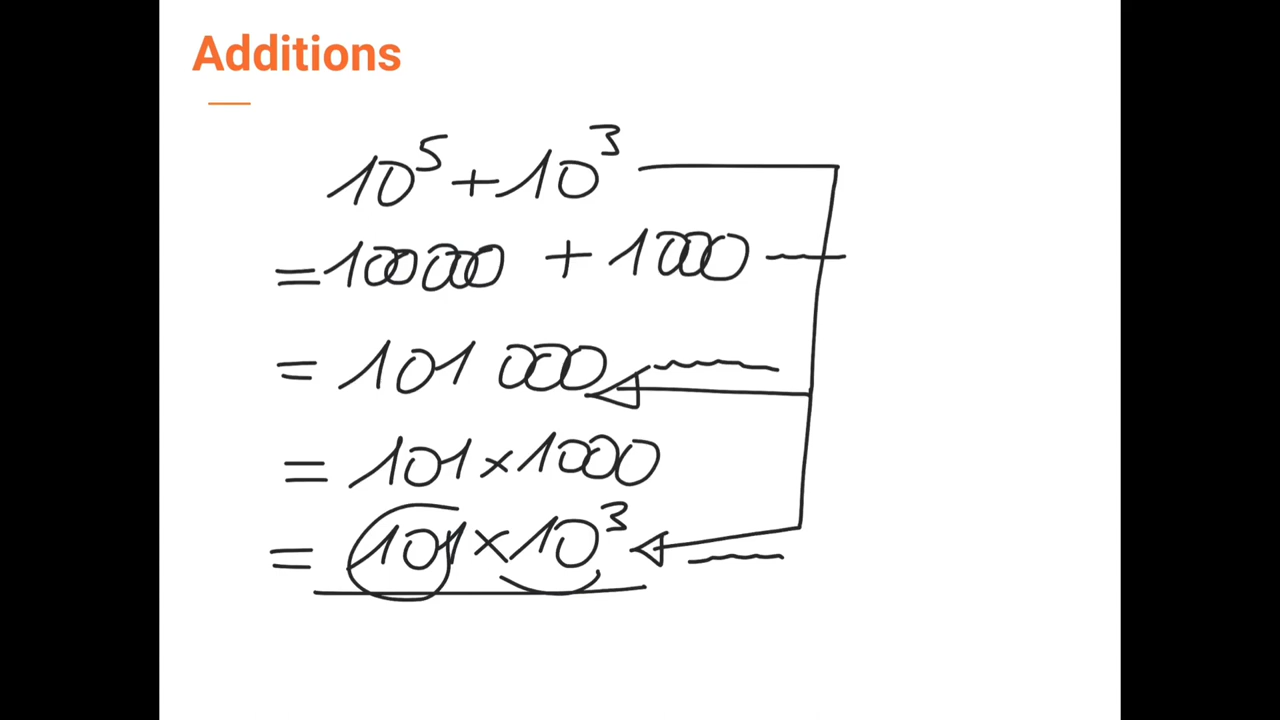 Additions
10⁵ + 10³
= 100000 + 1000
= 101 000
= 101 × 1000
= 101 × 10³